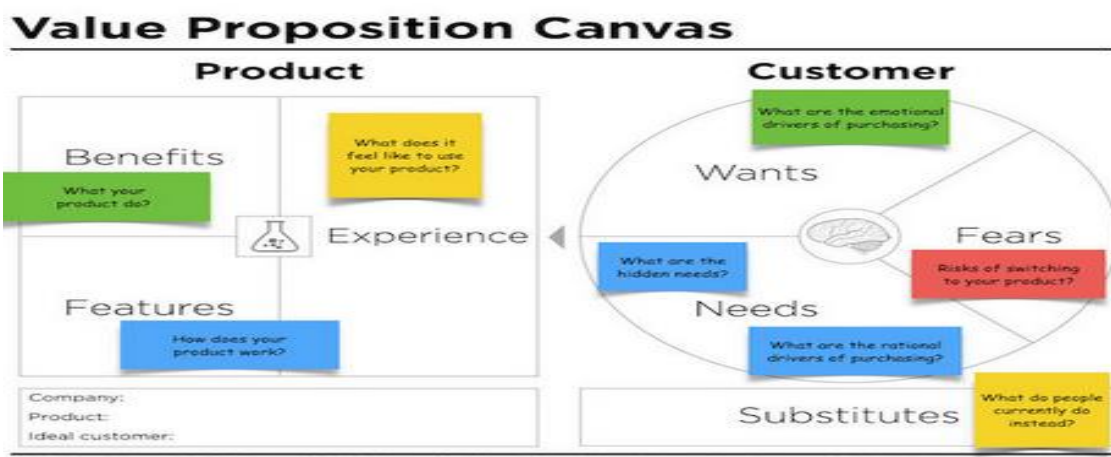 Value Proposition Canvas
Product
Benefits
What your
product do?
What does it
feel like to use
your product?
Experience
Features
How does your
product work?
Company:
Product:
Ideal customer:
Customer
What are the emotional
drivers of purchasing?
Wants
Fears
Risks of switching
to your product?
What are the
hidden needs?
Needs
What are the rational
drivers of purchasing?
Substitutes
What do people
currently do
instead?